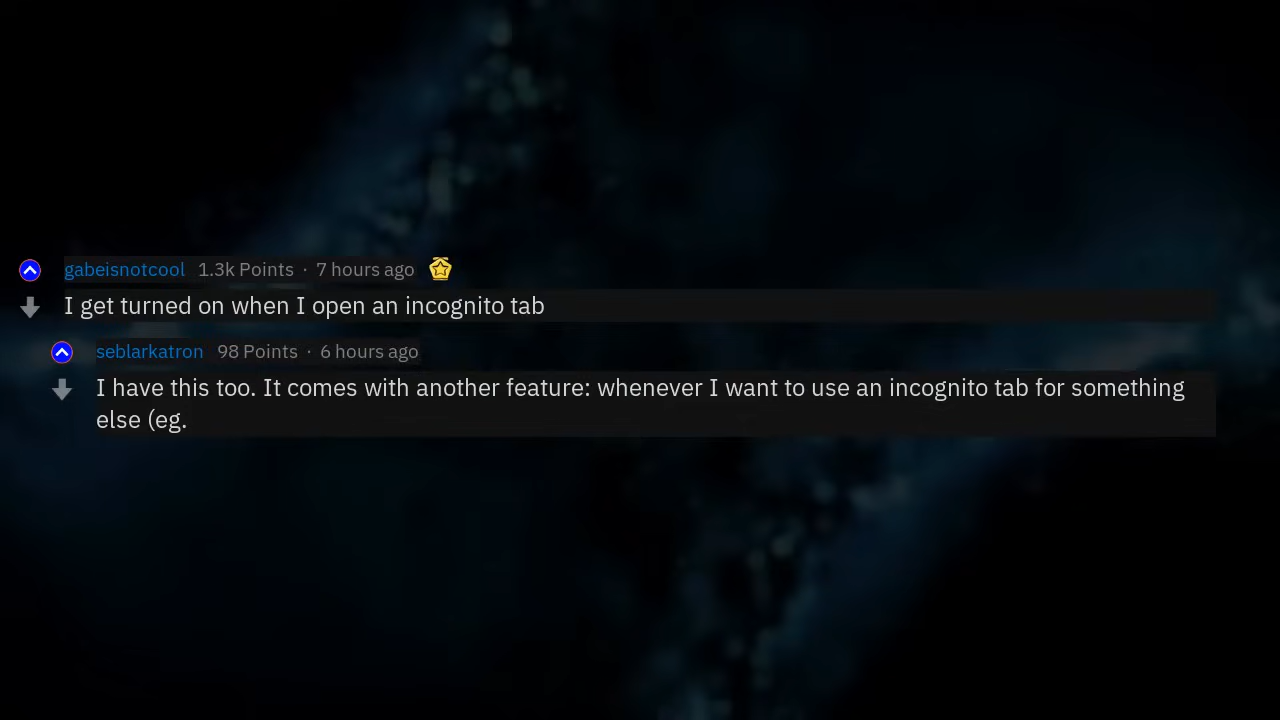 gabeisnotcool 1.3k Points · 7 hours ago
I get turned on when I open an incognito tab
seblarkatron 98 Points · 6 hours ago
I have this too. It comes with another feature: whenever I want to use an incognito tab for something
else (eg.